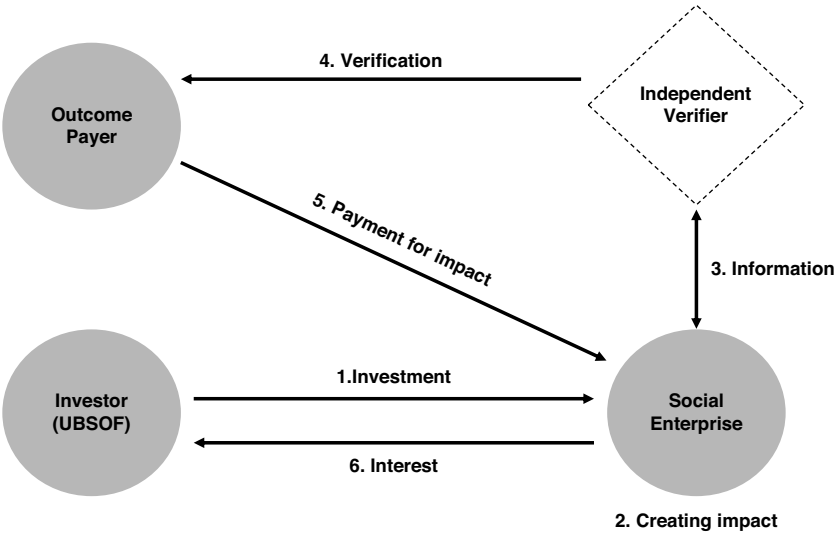 4. Verification
Outcome
Payer
Independent
Verifier
5. Payment for impact
3. Information
1.Investment
Investor
(UBSOF)
Social
Enterprise
6. Interest
2. Creating impact